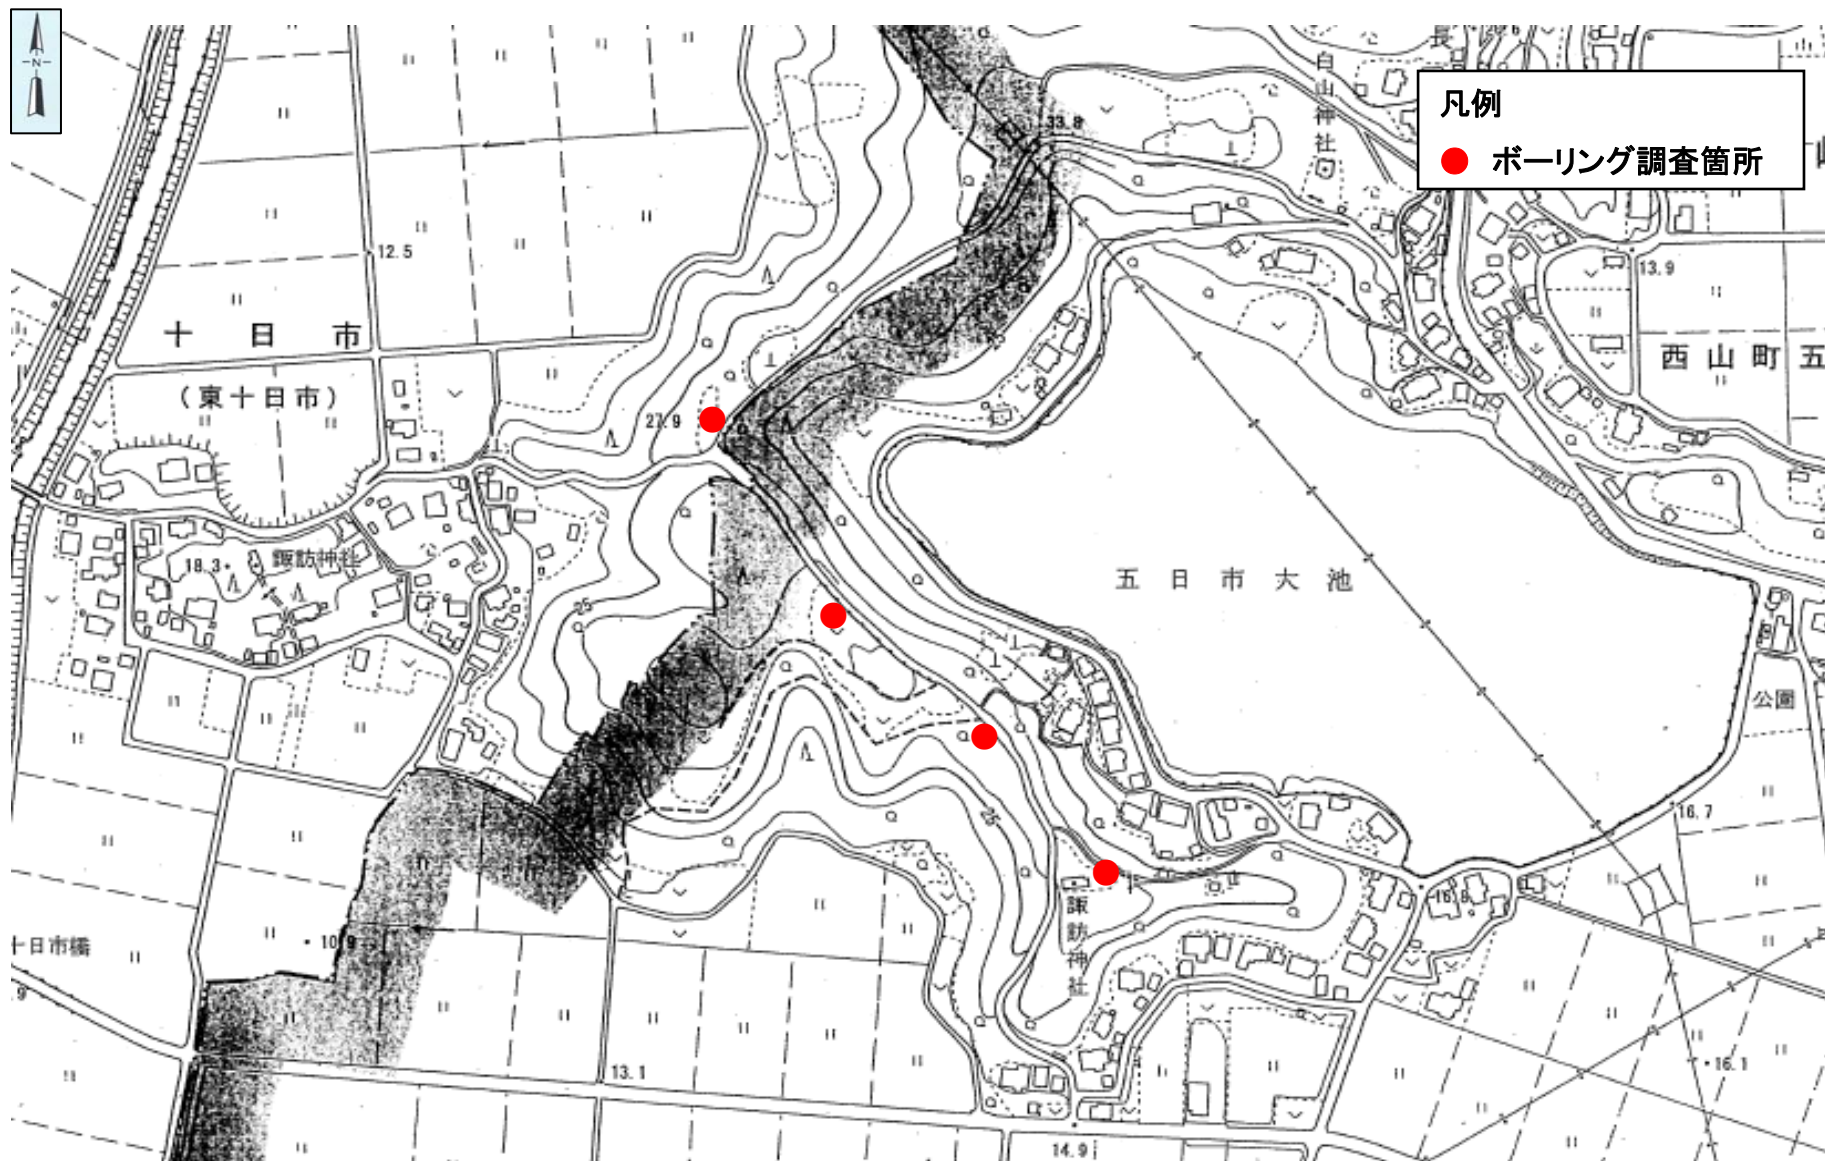 N
長
白山神社
33.8
凡例
ボーリング調査箇所
12.5
13.9
十日市
(東十日市)
西山町五
27.9
18.3
諏訪神社
五日市大池
25
公園
16.7
25
16.8
諏訪神社
十日市橋
10.9
.9
13.1
16.1
14.9